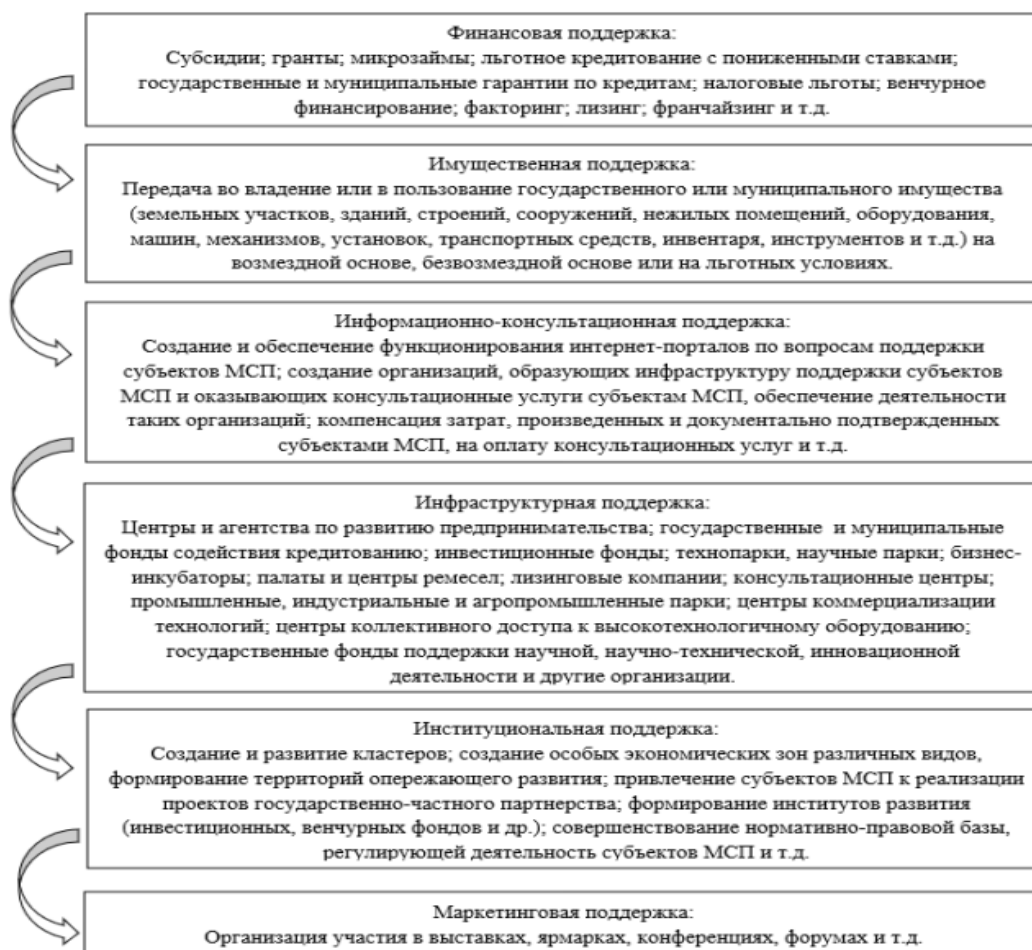 Финансовая поддержка:
Субсидии; гранты; микрозаймы; льготное кредитование с пониженными ставками;
государственные и муниципальные гарантии по кредитам; налоговые льготы; венчурное
финансирование; факторинг; лизинг; франчайзинг и т.д.
Имущественная поддержка:
Передача во владение или в пользование государственного или муниципального имущества
(земельных участков, зданий, строений, сооружений, нежилых помещений, оборудования,
машин, механизмов, установок, транспортных средств, инвентаря, инструментов и т.д.) на
возмездной основе, безвозмездной основе или на льготных условиях.
Информационно-консультационная поддержка:
Создание и обеспечение функционирования интернет-порталов по вопросам поддержки
субъектов МСП; создание организаций, образующих инфраструктуру поддержки субъектов
МСП и оказывающих консультационные услуги субъектам МСП, обеспечение деятельности
таких организаций; компенсация затрат, произведенных и документально подтвержденных
субъектами МСП, на оплату консультационных услуг и т.д.
Инфраструктурная поддержка:
Центры и агентства по развитию предпринимательства; государственные и муниципальные
фонды содействия кредитованию; инвестиционные фонды; технопарки, научные парки; бизнес-
инкубаторы; палаты и центры ремесел; лизинговые компании; консультационные центры;
промышленные, индустриальные и агропромышленные парки; центры коммерциализации
технологий; центры коллективного доступа к высокотехнологичному оборудованию;
государственные фонды поддержки научной, научно-технической, инновационной
деятельности и другие организации.
Институциональная поддержка:
Создание и развитие кластеров; создание особых экономических зон различных видов,
формирование территорий опережающего развития; привлечение субъектов МСП к реализации
проектов государственно-частного партнерства; формирование институтов развития
(инвестиционных, венчурных фондов и др.); совершенствование нормативно-правовой базы,
регулирующей деятельность субъектов МСП и т.д.
Маркетинговая поддержка:
Организация участия в выставках, ярмарках, конференциях, форумах и т.д.